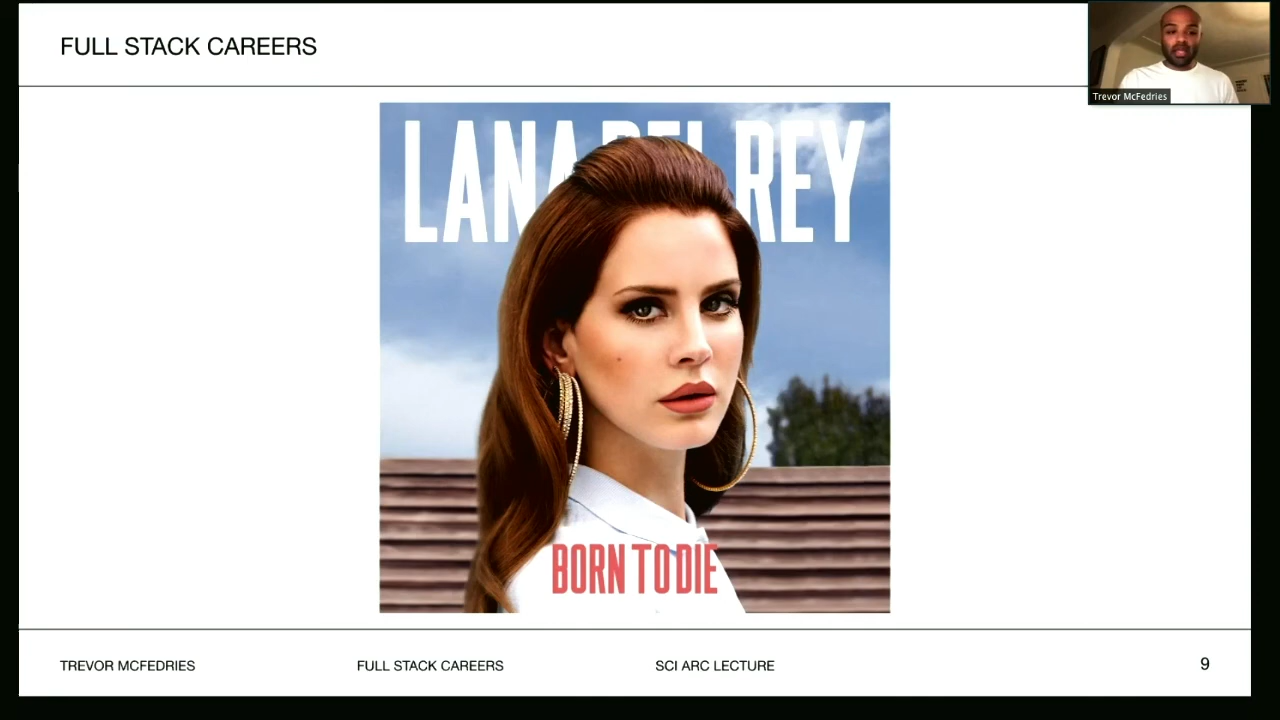 FULL STACK CAREERS
Trevor McFedries
LANA DEL REY
BORN TO DIE
TREVOR MCFEDRIES
FULL STACK CAREERS
SCI ARC LECTURE
9